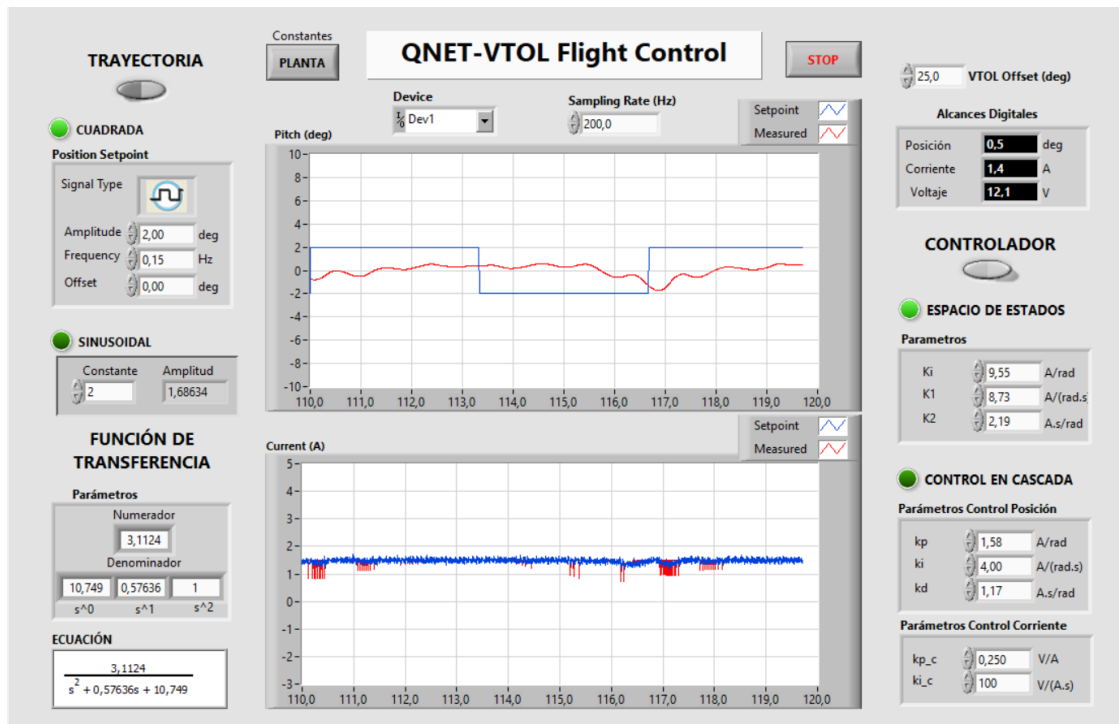 QNET-VTOL Flight Control
Constantes
PLANTA
STOP
TRAYECTORIA
CUADRADA
Position Setpoint
Signal Type
Amplitude 2,00 deg
Frequency 0,15 Hz
Offset 0,00 deg
SINUSOIDAL
Constante Amplitud
2 1,68634
FUNCIÓN DE
TRANSFERENCIA
Parámetros
Numerador
3,1124
Denominador
10,749 0,57636 1
s^0 s^1 s^2
ECUACIÓN
3,1124
s^2 + 0,57636s + 10,749
Device
I/0 Dev1
Sampling Rate (Hz)
200,0
Setpoint
Measured
Pitch (deg)
10
8
6
4
2
0
-2
-4
-6
-8
-10
110,0 111,0 112,0 113,0 114,0 115,0 116,0 117,0 118,0 119,0 120,0
Setpoint
Measured
Current (A)
5
4
3
2
1
0
-1
-2
-3
110,0 111,0 112,0 113,0 114,0 115,0 116,0 117,0 118,0 119,0 120,0
25,0 VTOL Offset (deg)
Alcances Digitales
Posición 0,5 deg
Corriente 1,4 A
Voltaje 12,1 V
CONTROLADOR
ESPACIO DE ESTADOS
Parametros
Ki 9,55 A/rad
K1 8,73 A/(rad.s
K2 2,19 A.s/rad
CONTROL EN CASCADA
Parámetros Control Posición
kp 1,58 A/rad
ki 4,00 A/(rad.s)
kd 1,17 A.s/rad
Parámetros Control Corriente
kp_c 0,250 V/A
ki_c 100 V/(A.s)